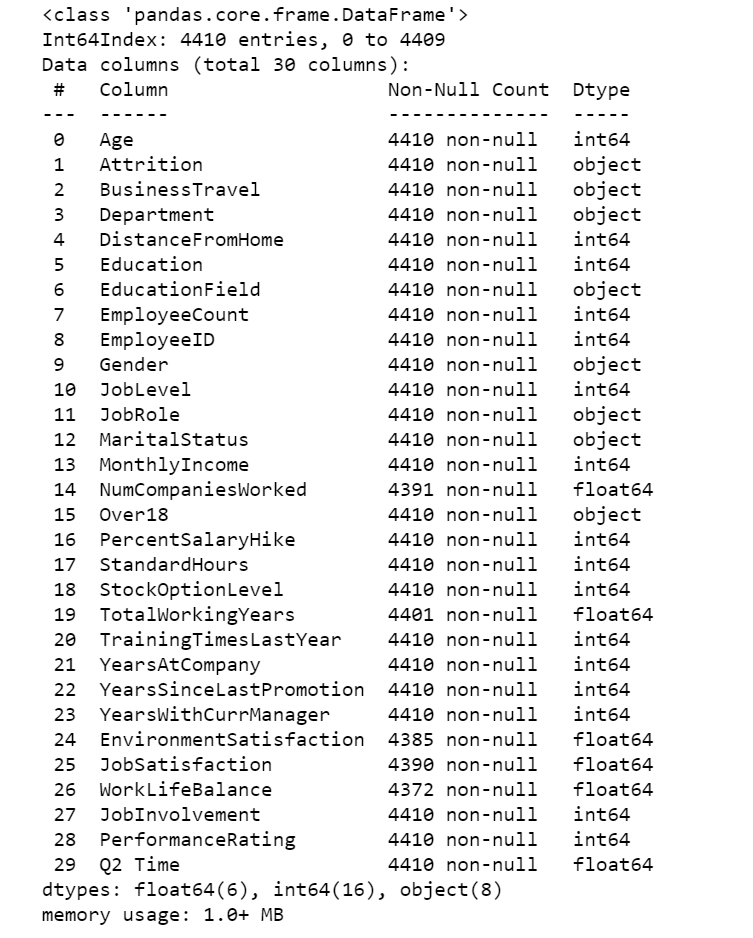 <class 'pandas.core.frame.DataFrame'>
Int64Index: 4410 entries, 0 to 4409
Data columns (total 30 columns):
 #   Column                   Non-Null Count  Dtype
---  ------                   --------------  -----
 0   Age                      4410 non-null   int64
 1   Attrition                4410 non-null   object
 2   BusinessTravel           4410 non-null   object
 3   Department               4410 non-null   object
 4   DistanceFromHome         4410 non-null   int64
 5   Education                4410 non-null   int64
 6   EducationField           4410 non-null   object
 7   EmployeeCount            4410 non-null   int64
 8   EmployeeID               4410 non-null   int64
 9   Gender                   4410 non-null   object
 10  JobLevel                 4410 non-null   int64
 11  JobRole                  4410 non-null   object
 12  MaritalStatus            4410 non-null   object
 13  MonthlyIncome            4410 non-null   int64
 14  NumCompaniesWorked       4391 non-null   float64
 15  Over18                   4410 non-null   object
 16  PercentSalaryHike        4410 non-null   int64
 17  StandardHours            4410 non-null   int64
 18  StockOptionLevel         4410 non-null   int64
 19  TotalWorkingYears        4401 non-null   float64
 20  TrainingTimesLastYear    4410 non-null   int64
 21  YearsAtCompany           4410 non-null   int64
 22  YearsSinceLastPromotion  4410 non-null   int64
 23  YearsWithCurrManager     4410 non-null   int64
 24  EnvironmentSatisfaction  4385 non-null   float64
 25  JobSatisfaction          4390 non-null   float64
 26  WorkLifeBalance          4372 non-null   float64
 27  JobInvolvement           4410 non-null   int64
 28  PerformanceRating        4410 non-null   int64
 29  Q2 Time                  4410 non-null   float64
dtypes: float64(6), int64(16), object(8)
memory usage: 1.0+ MB